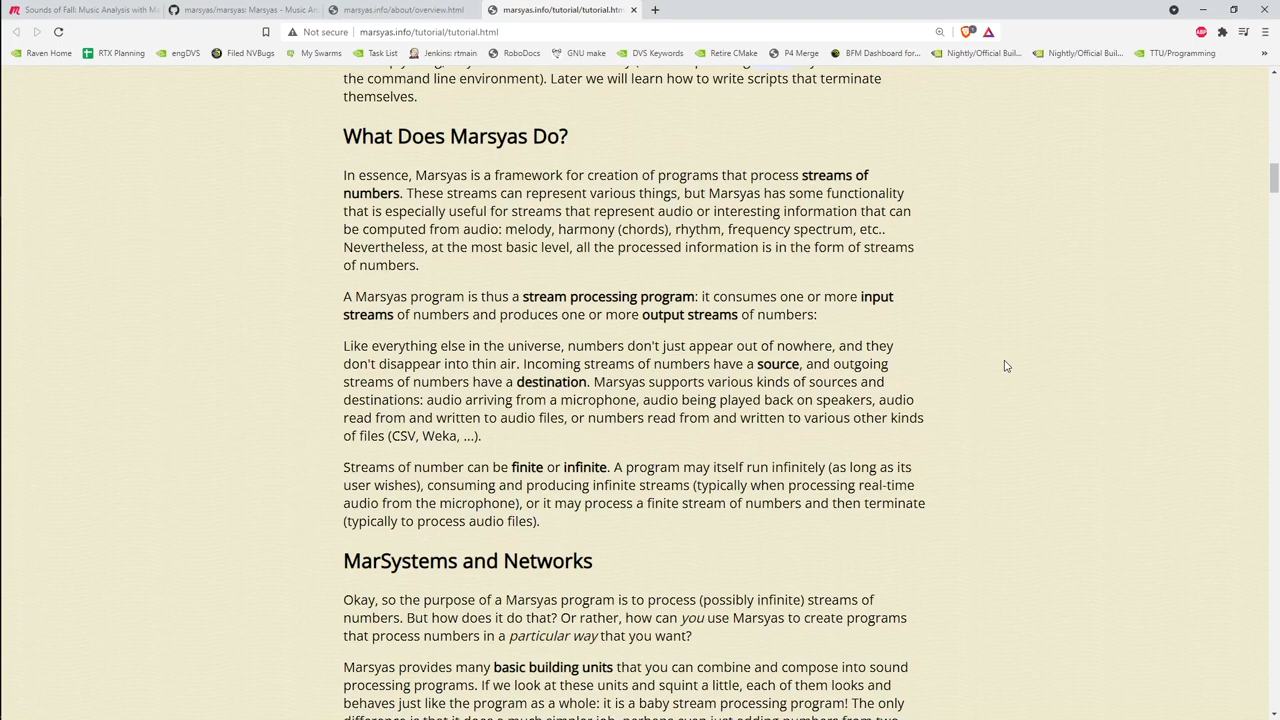 Sounds of Fall: Music Analysis with M
marsyas/marsyas: Marsyas - Music An
marsyas.info/about/overview.html
marsyas.info/tutorial/tutorial.htm
Not secure
marsyas.info/tutorial/tutorial.html
Raven Home
RTX Planning
engDVS
Filed NVBugs
My Swarms
Task List
Jenkins: rtmain
RoboDocs
GNU make
DVS Keywords
Retire CMake
P4 Merge
BFM Dashboard for...
Nightly/Official Buil...
Nightly/Official Buil...
TTU/Programming
the command line environment). Later we will learn how to write scripts that terminate
themselves.
What Does Marsyas Do?
In essence, Marsyas is a framework for creation of programs that process streams of
numbers. These streams can represent various things, but Marsyas has some functionality
that is especially useful for streams that represent audio or interesting information that can
be computed from audio: melody, harmony (chords), rhythm, frequency spectrum, etc..
Nevertheless, at the most basic level, all the processed information is in the form of streams
of numbers.
A Marsyas program is thus a stream processing program: it consumes one or more input
streams of numbers and produces one or more output streams of numbers:
Like everything else in the universe, numbers don't just appear out of nowhere, and they
don't disappear into thin air. Incoming streams of numbers have a source, and outgoing
streams of numbers have a destination. Marsyas supports various kinds of sources and
destinations: audio arriving from a microphone, audio being played back on speakers, audio
read from and written to audio files, or numbers read from and written to various other kinds
of files (CSV, Weka, ...).
Streams of number can be finite or infinite. A program may itself run infinitely (as long as its
user wishes), consuming and producing infinite streams (typically when processing real-time
audio from the microphone), or it may process a finite stream of numbers and then terminate
(typically to process audio files).
MarSystems and Networks
Okay, so the purpose of a Marsyas program is to process (possibly infinite) streams of
numbers. But how does it do that? Or rather, how can you use Marsyas to create programs
that process numbers in a particular way that you want?
Marsyas provides many basic building units that you can combine and compose into sound
processing programs. If we look at these units and squint a little, each of them looks and
behaves just like the program as a whole: it is a baby stream processing program! The only
difference is that it does a much simpler job, perhaps even just adding numbers from two